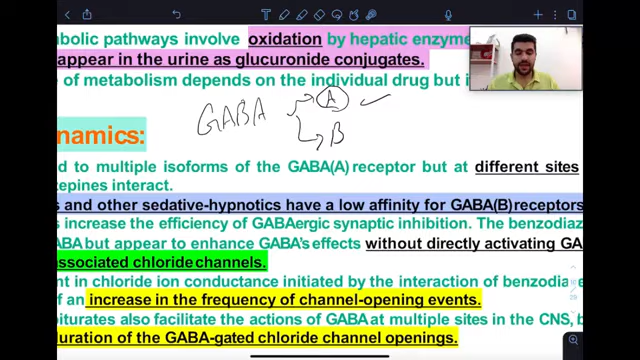 abolic pathways involve oxidation by hepatic enzyme
appear in the urine as glucuronide conjugates.
e of metabolism depends on the individual drug but i
GABA
A
B
dynamics:
d to multiple isoforms of the GABA(A) receptor but at different sites
epines interact.
s and other sedative-hypnotics have a low affinity for GABA(B) receptors
s increase the efficiency of GABAergic synaptic inhibition. The benzodiaz
ABA but appear to enhance GABA's effects without directly activating GA
associated chloride channels.
nt in chloride ion conductance initiated by the interaction of benzodia
of an increase in the frequency of channel-opening events.
biturates also facilitate the actions of GABA at multiple sites in the CNS, b
duration of the GABA-gated chloride channel openings.